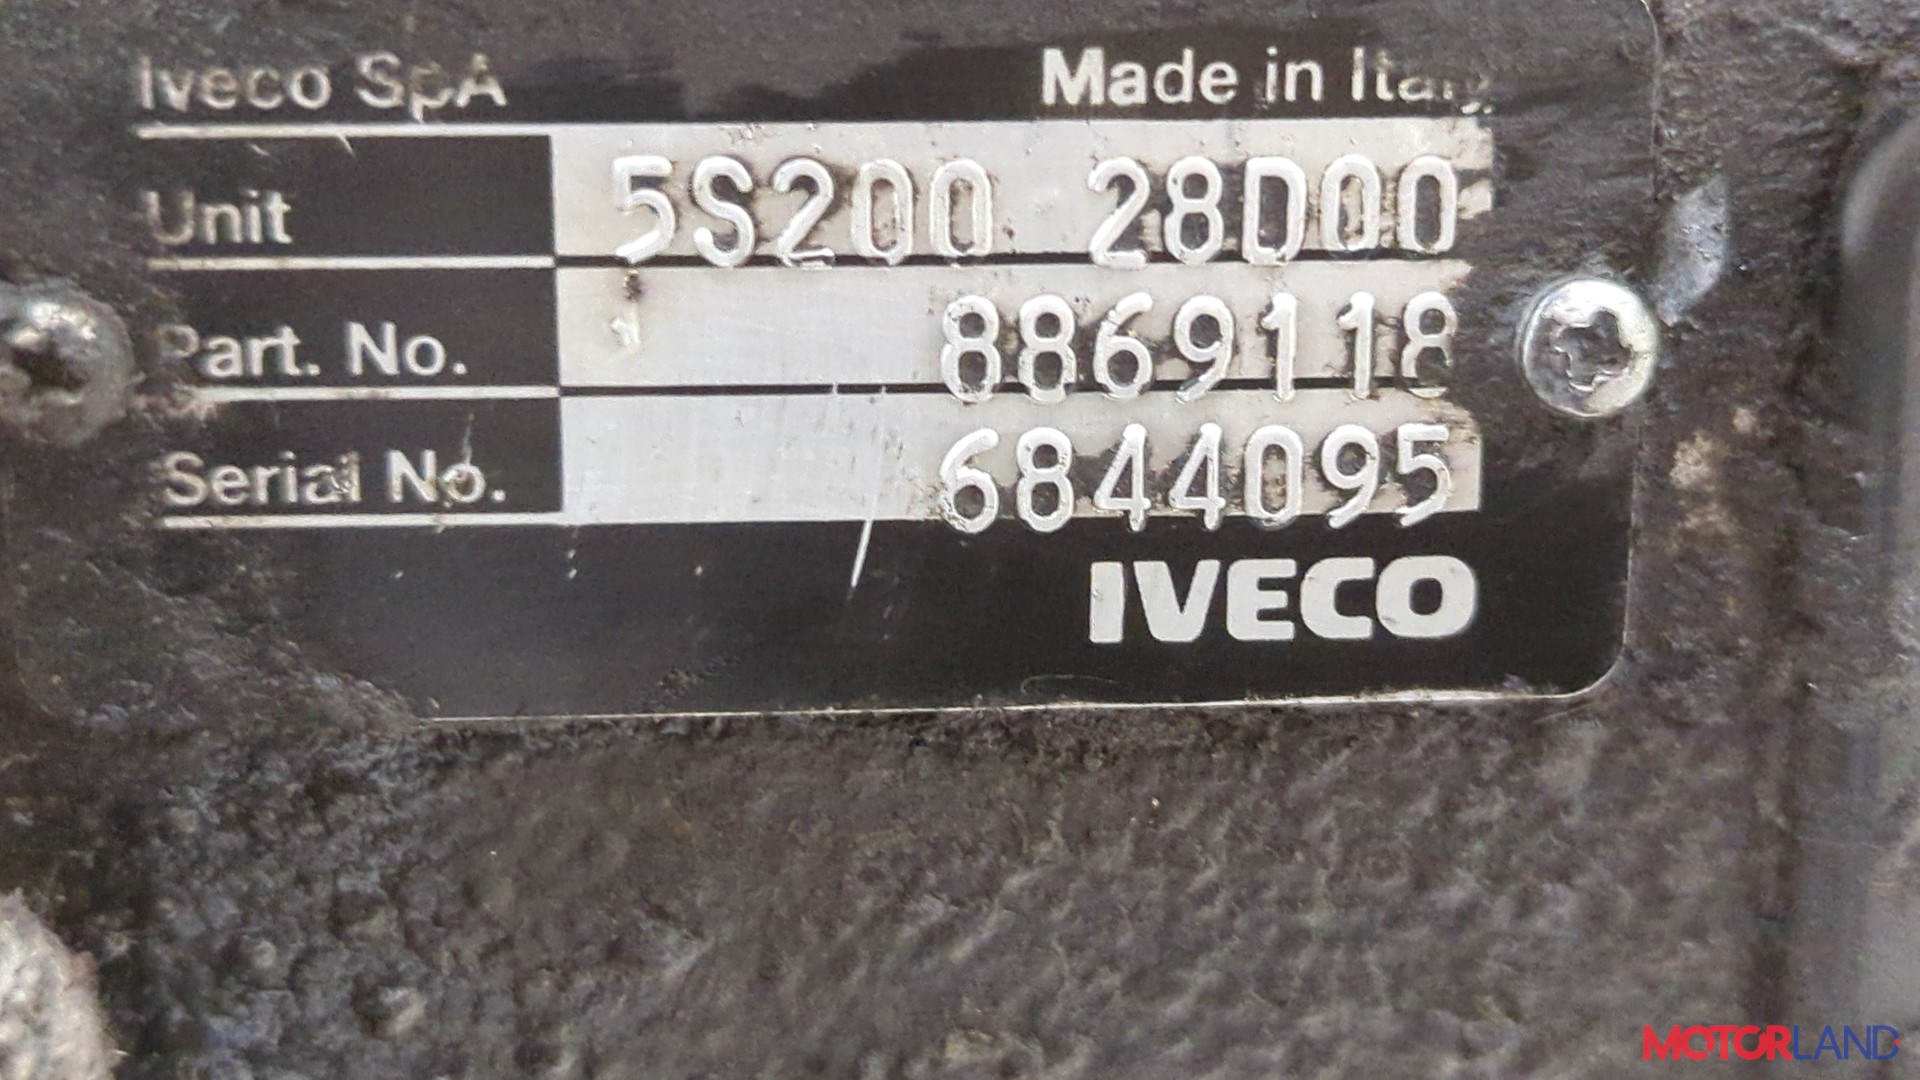 Iveco SpA Made in Italy
Unit 5S200 28D00
Part. No. 8869118
Serial No. 6844095
IVECO
MOTORLAND